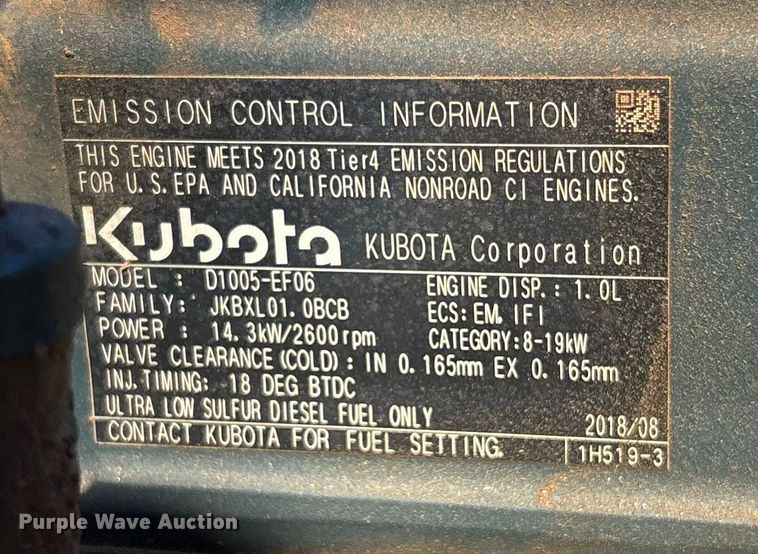 EMISSION CONTROL INFORMATION
THIS ENGINE MEETS 2018 Tier4 EMISSION REGULATIONS
FOR U.S.EPA AND CALIFORNIA NONROAD CI ENGINES.
Kubota KUBOTA Corporation
MODEL : D1005-EF06 ENGINE DISP.: 1.0L
FAMILY: JKBXL01.0BCB ECS: EM, IFI
POWER : 14.3kW/2600rpm CATEGORY:8-19kW
VALVE CLEARANCE(COLD): IN 0.165mm EX 0.165mm
INJ.TIMING: 18 DEG BTDC
ULTRA LOW SULFUR DIESEL FUEL ONLY 2018/08
CONTACT KUBOTA FOR FUEL SETTING. 1H519-3
Purple Wave Auction